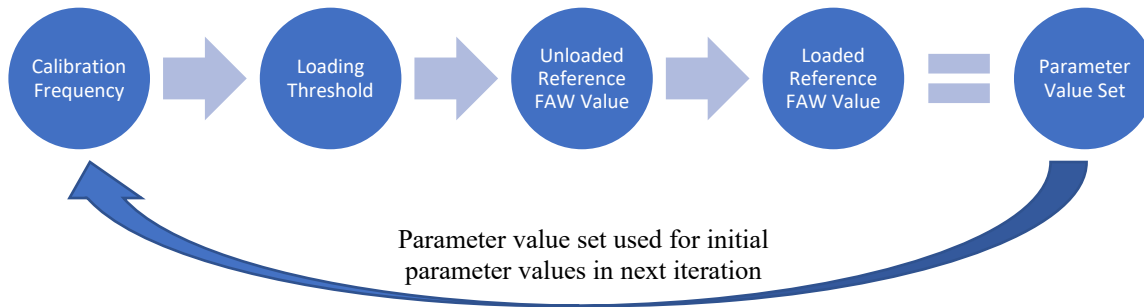 Calibration
Frequency
Loading
Threshold
Unloaded
Reference
FAW Value
Loaded
Reference
FAW Value
Parameter
Value Set
Parameter value set used for initial
parameter values in next iteration